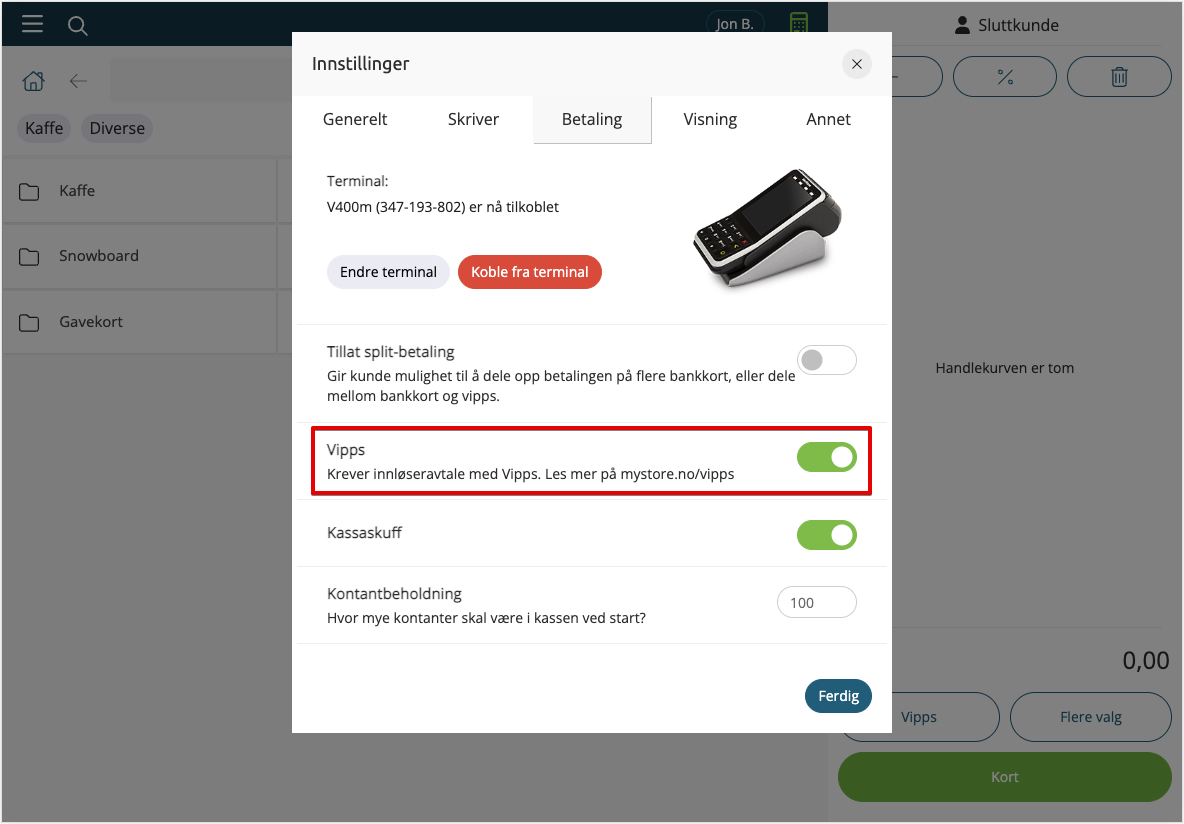 Jon B.
Sluttkunde
Innstillinger
Generelt
Skriver
Betaling
Visning
Annet
Kaffe
Diverse
Kaffe
Snowboard
Gavekort
Terminal:
V400m (347-193-802) er nå tilkoblet
Endre terminal
Koble fra terminal
Tillat split-betaling
Gir kunde mulighet til å dele opp betalingen på flere bankkort, eller dele
mellom bankkort og vipps.
Vipps
Krever innløseravtale med Vipps. Les mer på mystore.no/vipps
Kassaskuff
Kontantbeholdning
Hvor mye kontanter skal være i kassen ved start?
100
Ferdig
%
Handlekurven er tom
0,00
Vipps
Flere valg
Kort